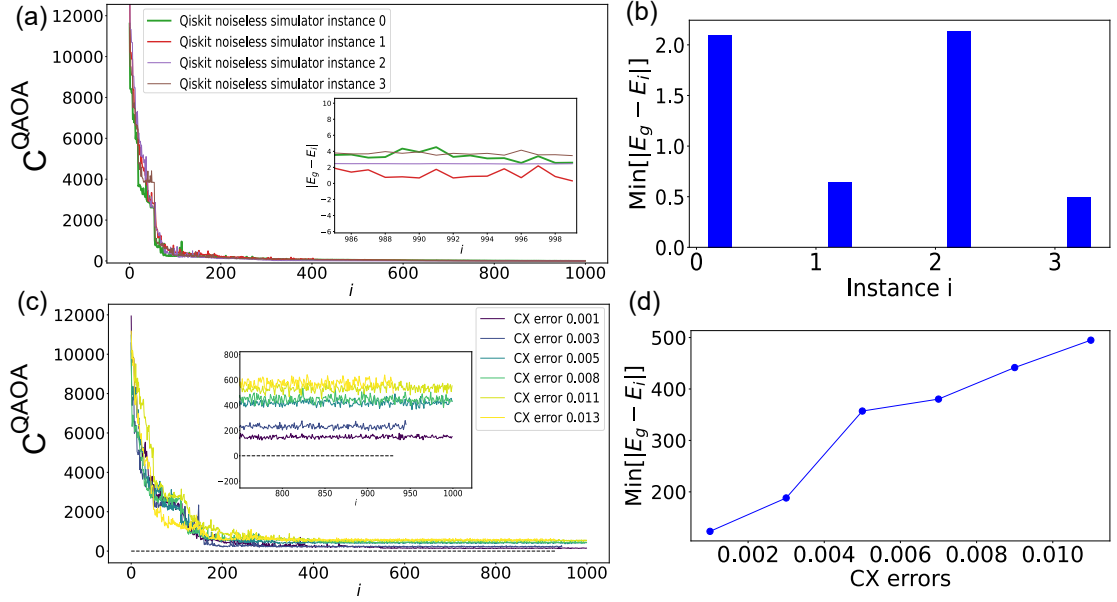 (a)
12000
10000
8000
6000
4000
2000
0
C^QAOA
Qiskit noiseless simulator instance 0
Qiskit noiseless simulator instance 1
Qiskit noiseless simulator instance 2
Qiskit noiseless simulator instance 3
10
8
6
4
2
0
−2
−4
−6
|E_g − E_i|
986 988 990 992 994 996 998
i
0 200 400 600 800 1000
i
(b)
2.0
1.5
1.0
0.5
0.0
Min[|E_g − E_i|]
0 1 2 3
Instance i
(c)
12000
10000
8000
6000
4000
2000
0
C^QAOA
CX error 0.001
CX error 0.003
CX error 0.005
CX error 0.008
CX error 0.011
CX error 0.013
800
600
400
200
0
−200
800 850 900 950 1000
i
0 200 400 600 800 1000
i
(d)
500
400
300
200
Min[|E_g − E_i|]
0.002 0.004 0.006 0.008 0.010
CX errors